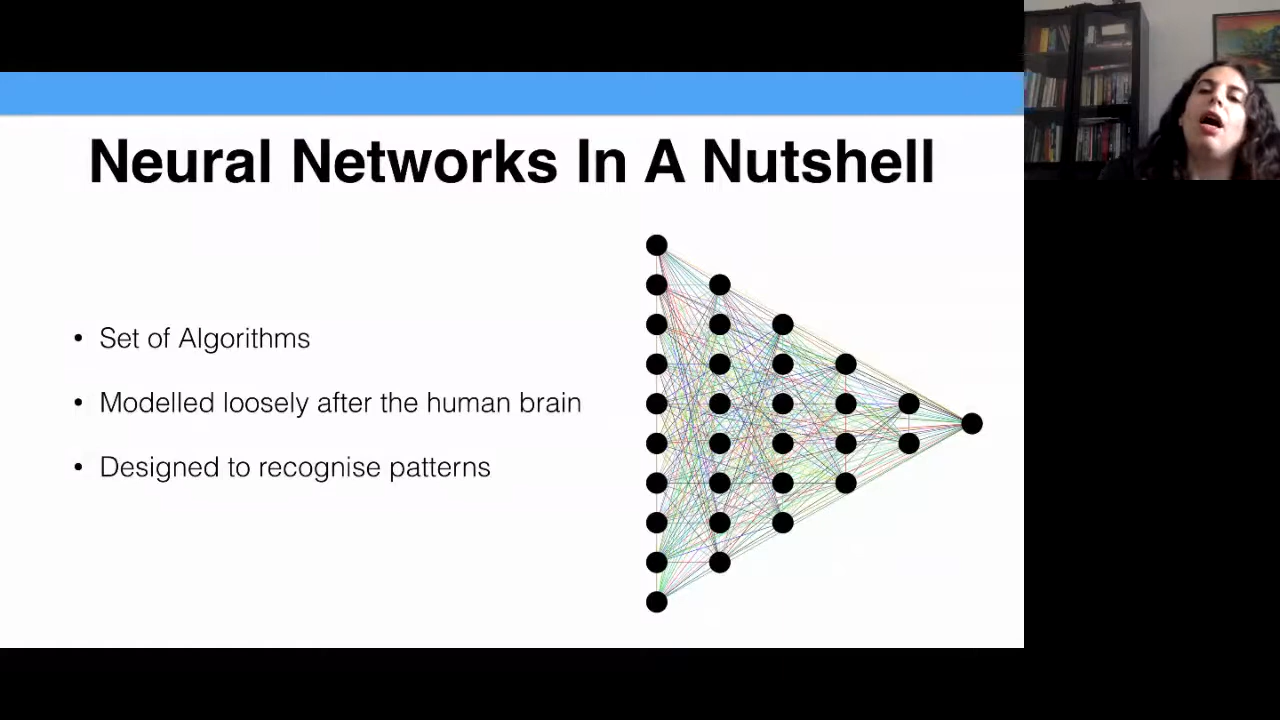 Neural Networks In A Nutshell
• Set of Algorithms
• Modelled loosely after the human brain
• Designed to recognise patterns